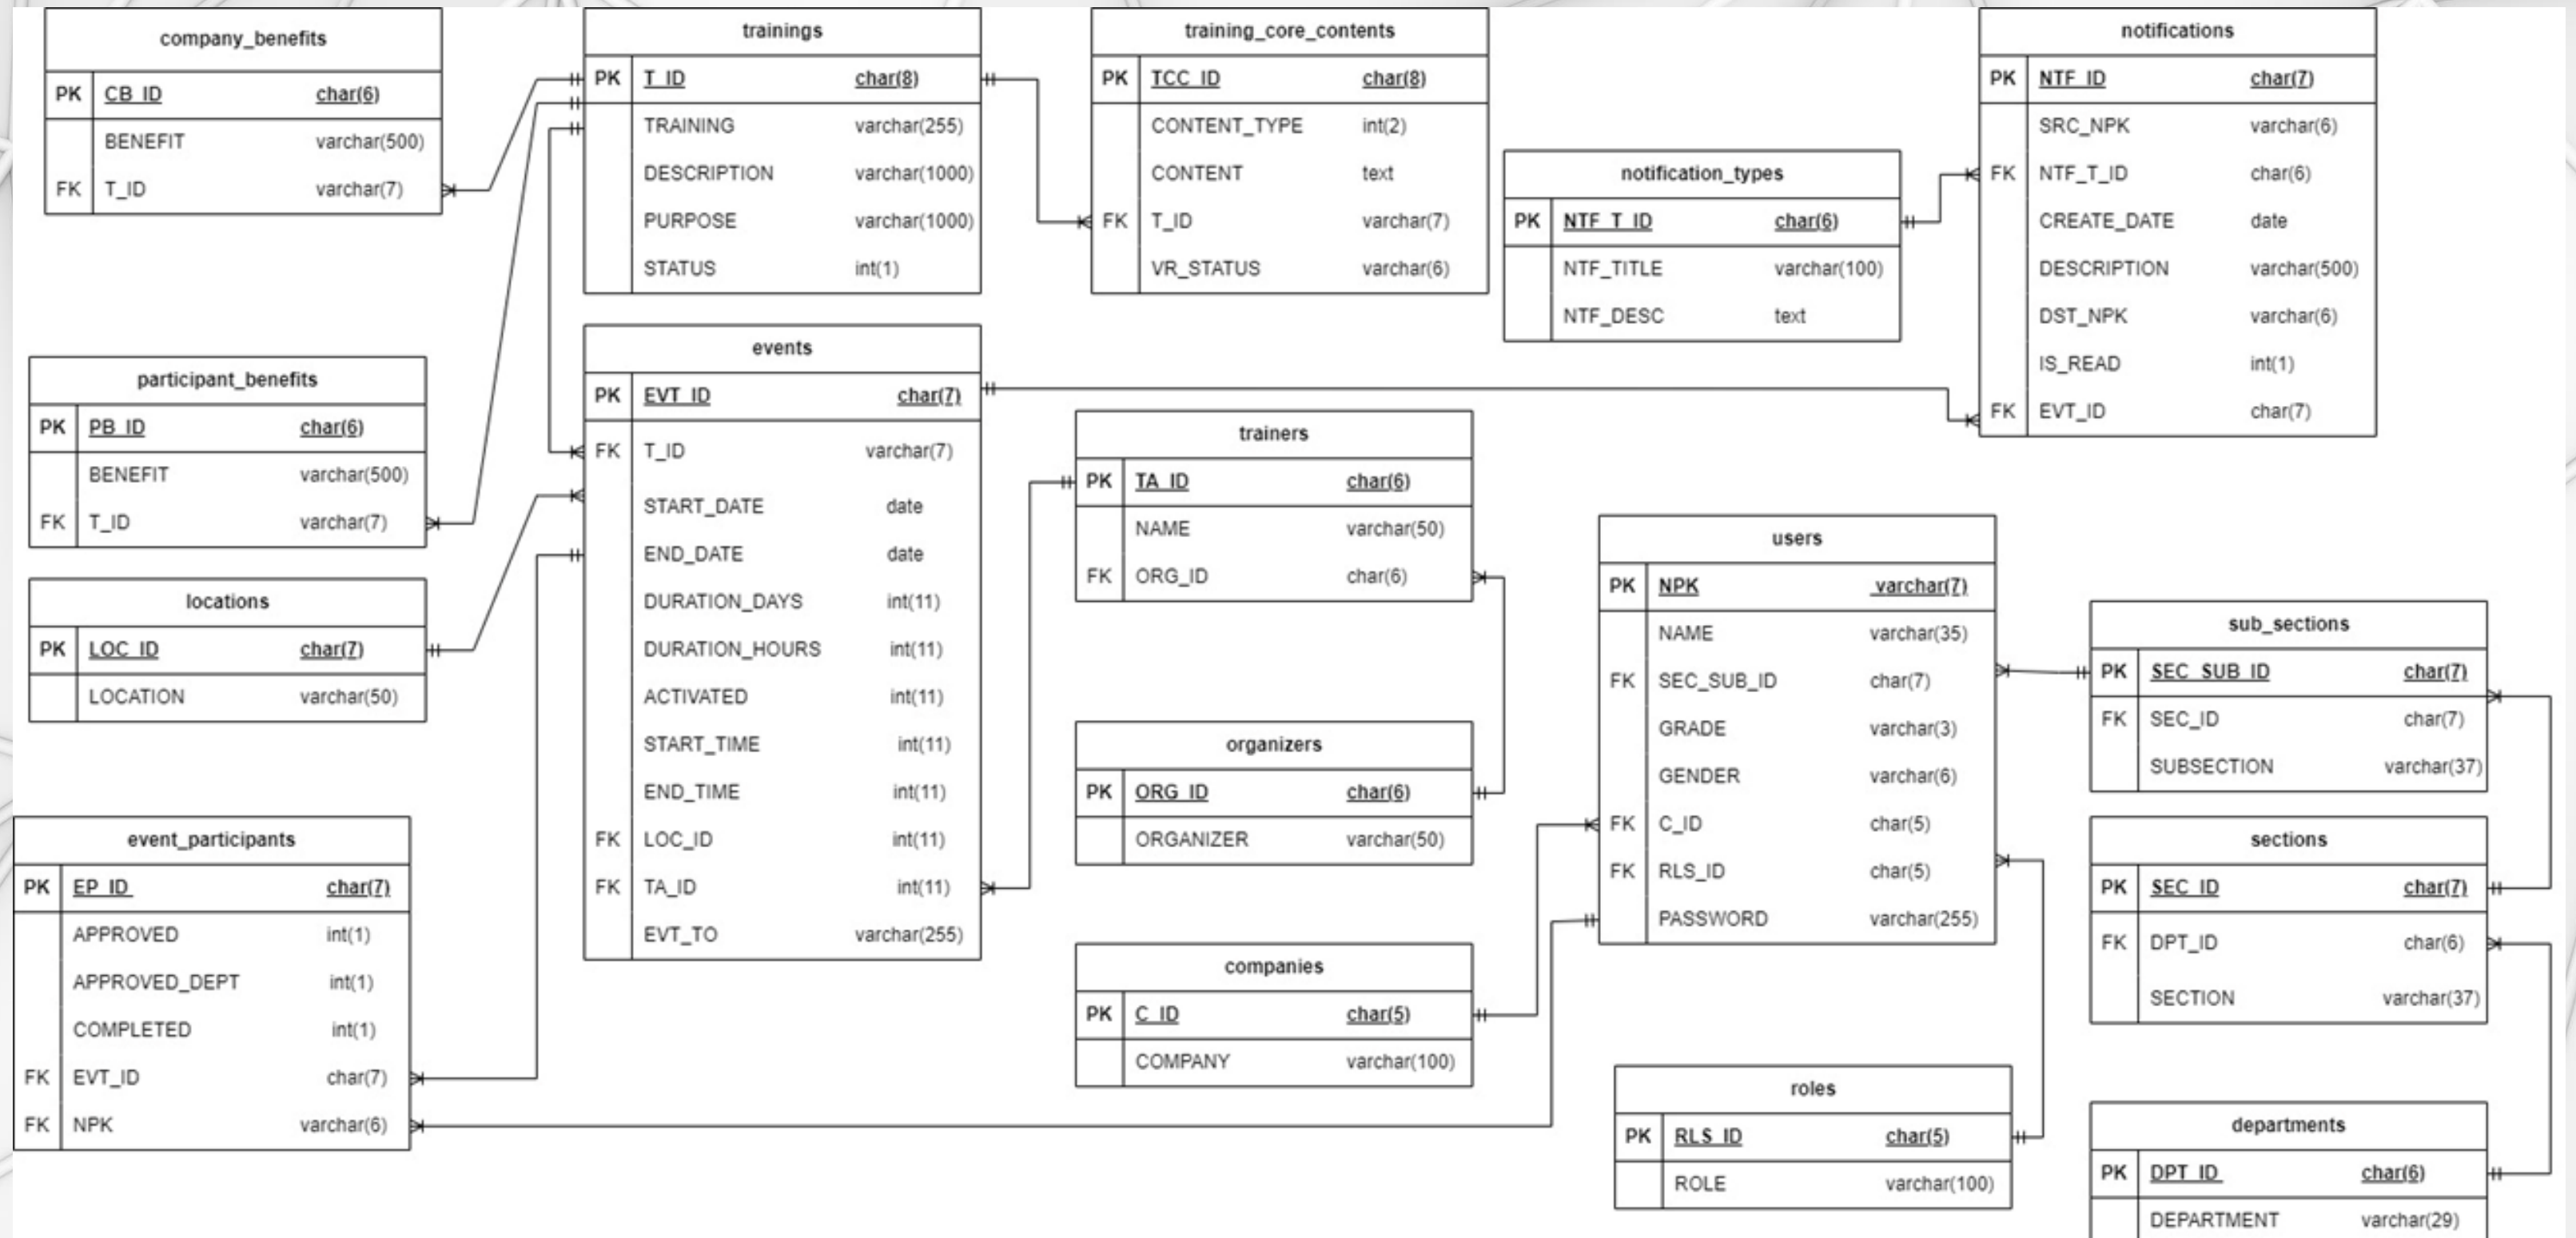 company_benefits
PK CB_ID char(6)
BENEFIT varchar(500)
FK T_ID varchar(7)
trainings
PK T_ID char(8)
TRAINING varchar(255)
DESCRIPTION varchar(1000)
PURPOSE varchar(1000)
STATUS int(1)
training_core_contents
PK TCC_ID char(8)
CONTENT_TYPE int(2)
CONTENT text
FK T_ID varchar(7)
VR_STATUS varchar(6)
notification_types
PK NTF_T_ID char(6)
NTF_TITLE varchar(100)
NTF_DESC text
notifications
PK NTF_ID char(7)
SRC_NPK varchar(6)
FK NTF_T_ID char(6)
CREATE_DATE date
DESCRIPTION varchar(500)
DST_NPK varchar(6)
IS_READ int(1)
FK EVT_ID char(7)
participant_benefits
PK PB_ID char(6)
BENEFIT varchar(500)
FK T_ID varchar(7)
locations
PK LOC_ID char(7)
LOCATION varchar(50)
event_participants
PK EP_ID char(7)
APPROVED int(1)
APPROVED_DEPT int(1)
COMPLETED int(1)
FK EVT_ID char(7)
FK NPK varchar(6)
events
PK EVT_ID char(7)
FK T_ID varchar(7)
START_DATE date
END_DATE date
DURATION_DAYS int(11)
DURATION_HOURS int(11)
ACTIVATED int(11)
START_TIME int(11)
END_TIME int(11)
FK LOC_ID int(11)
FK TA_ID int(11)
EVT_TO varchar(255)
trainers
PK TA_ID char(6)
NAME varchar(50)
FK ORG_ID char(6)
organizers
PK ORG_ID char(6)
ORGANIZER varchar(50)
companies
PK C_ID char(5)
COMPANY varchar(100)
users
PK NPK varchar(7)
NAME varchar(35)
FK SEC_SUB_ID char(7)
GRADE varchar(3)
GENDER varchar(6)
FK C_ID char(5)
FK RLS_ID char(5)
PASSWORD varchar(255)
roles
PK RLS_ID char(5)
ROLE varchar(100)
sub_sections
PK SEC_SUB_ID char(7)
FK SEC_ID char(7)
SUBSECTION varchar(37)
sections
PK SEC_ID char(7)
FK DPT_ID char(6)
SECTION varchar(37)
departments
PK DPT_ID char(6)
DEPARTMENT varchar(29)